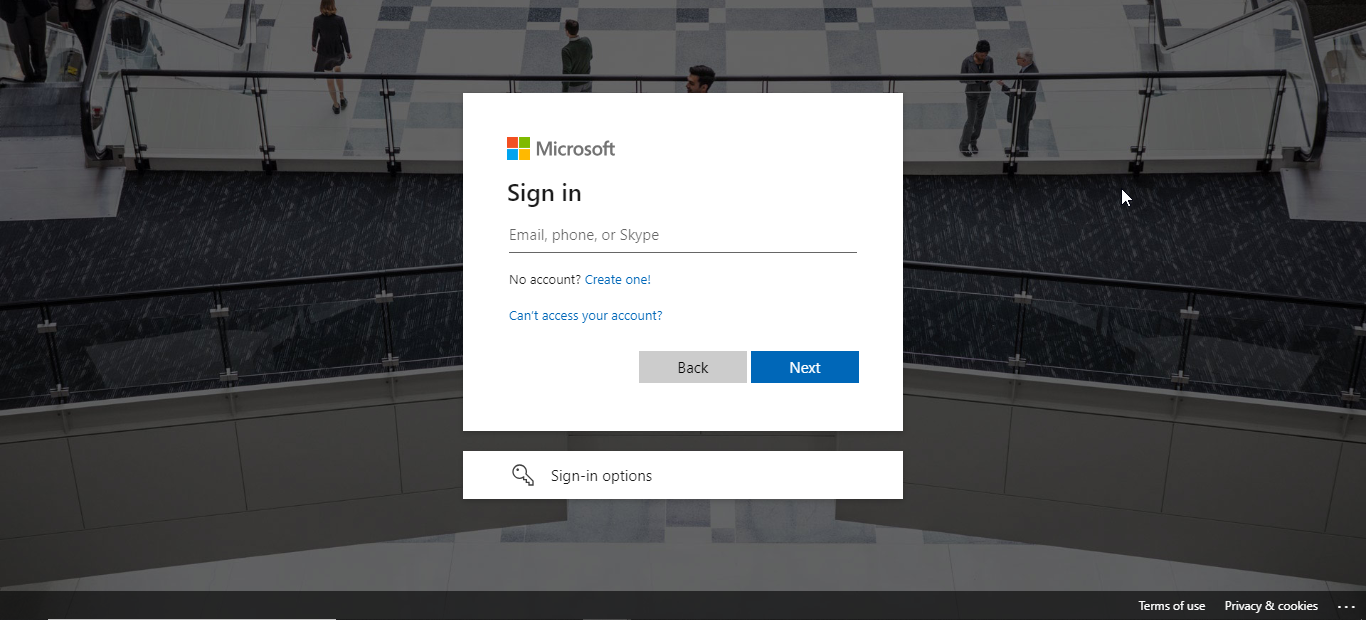 Microsoft
Sign in
Email, phone, or Skype
No account? Create one!
Can't access your account?
Back Next
Sign-in options
Terms of use Privacy & cookies ...